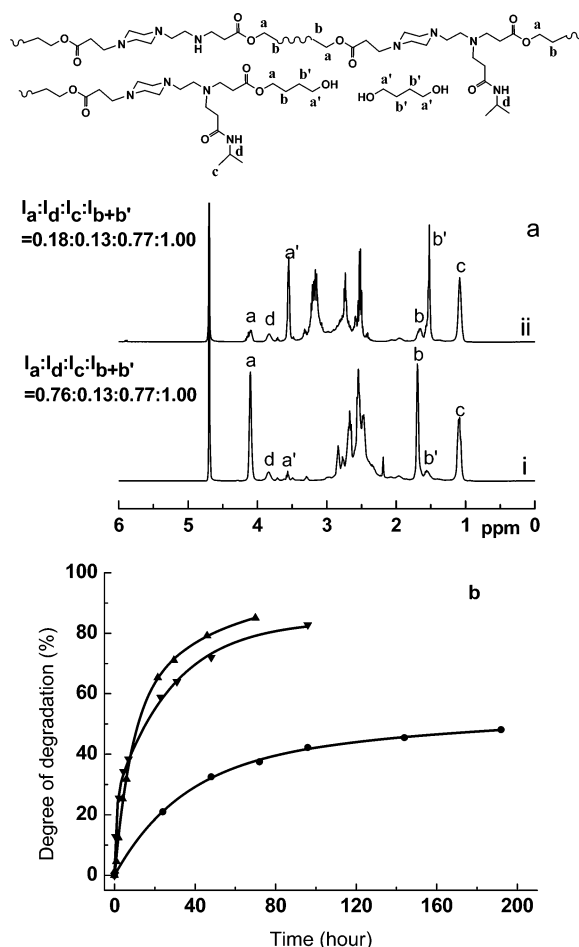 a b b a a b
O O O O O O
O N N N H O O N N N O O
a b' OH a' HO b' OH
O b a' a' b' b b' a' O N H d
O N N N O O
O N H d
c
Ia:Id:Ic:Ib+b'
=0.18:0.13:0.77:1.00
a' b' a
a d b c ii
Ia:Id:Ic:Ib+b'
=0.76:0.13:0.77:1.00
a b
d a' b' c i
6 5 4 3 2 1 ppm 0
b
Degree of degradation (%)
100
80
60
40
20
0
0 40 80 120 160 200
Time (hour)